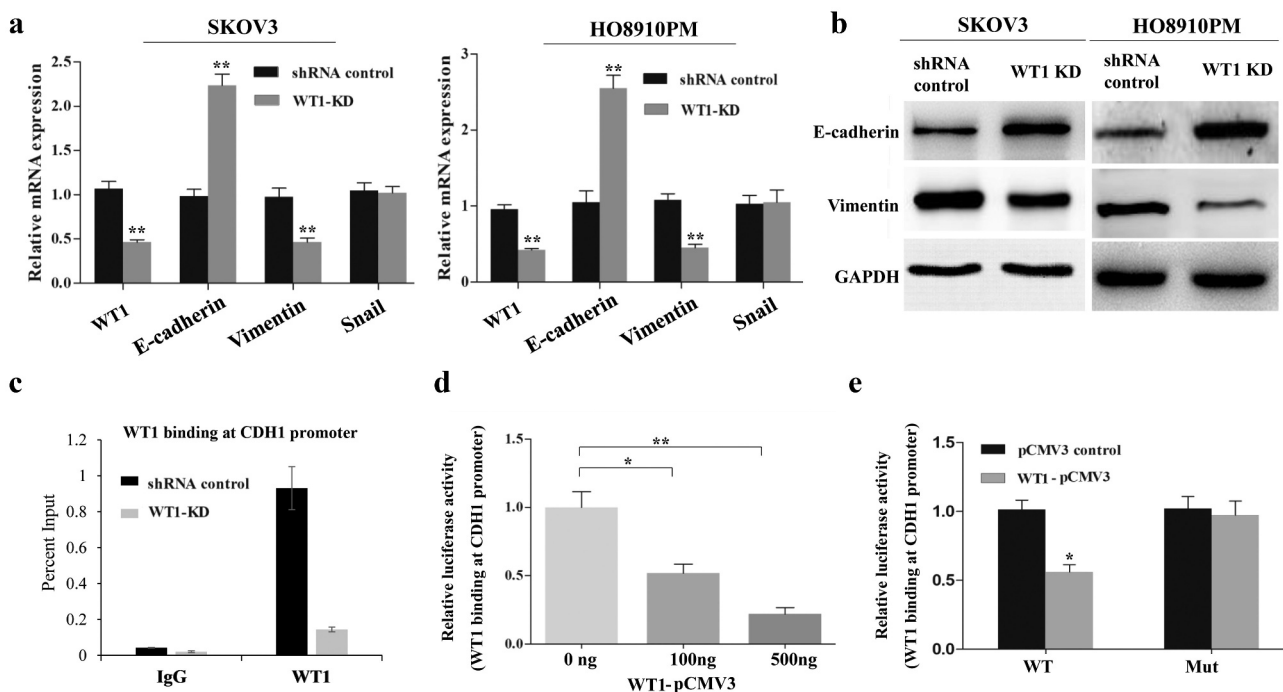 a
SKOV3
Relative mRNA expression
2.5
2.0
1.5
1.0
0.5
0.0
shRNA control
WT1-KD
**
**
**
WT1
E-cadherin
Vimentin
Snail
HO8910PM
Relative mRNA expression
3
2
1
0
shRNA control
WT1-KD
**
**
**
WT1
E-cadherin
Vimentin
Snail
b
SKOV3
HO8910PM
shRNA
control
WT1 KD
shRNA
control
WT1 KD
E-cadherin
Vimentin
GAPDH
c
WT1 binding at CDH1 promoter
Percent Input
1.2
1
0.8
0.6
0.4
0.2
0
shRNA control
WT1-KD
IgG
WT1
d
Relative luciferase activity
(WT1 binding at CDH1 promoter)
1.5
1.0
0.5
0.0
**
*
0 ng
100ng
500ng
WT1-pCMV3
e
Relative luciferase activity
(WT1 binding at CDH1 promoter)
1.5
1.0
0.5
0.0
pCMV3 control
WT1-pCMV3
*
WT
Mut